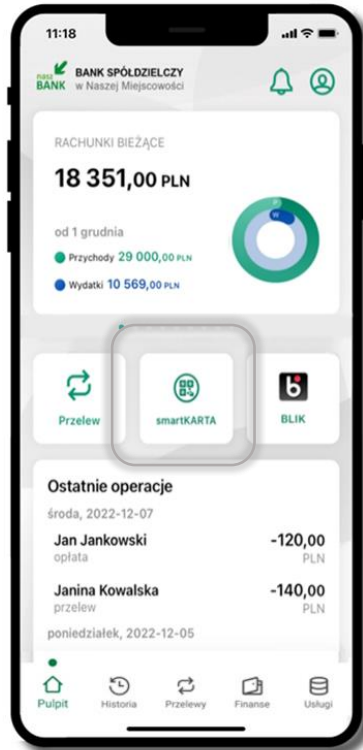 11:18
nasz BANK BANK SPÓŁDZIELCZY
w Naszej Miejscowości
RACHUNKI BIEŻĄCE
18 351,00 PLN
od 1 grudnia
Przychody 29 000,00 PLN
Wydatki 10 569,00 PLN
P
W
Przelew smartKARTA BLIK
Ostatnie operacje
środa, 2022-12-07
Jan Jankowski -120,00
opłata PLN
Janina Kowalska -140,00
przelew PLN
poniedziałek, 2022-12-05
Pulpit Historia Przelewy Finanse Usługi